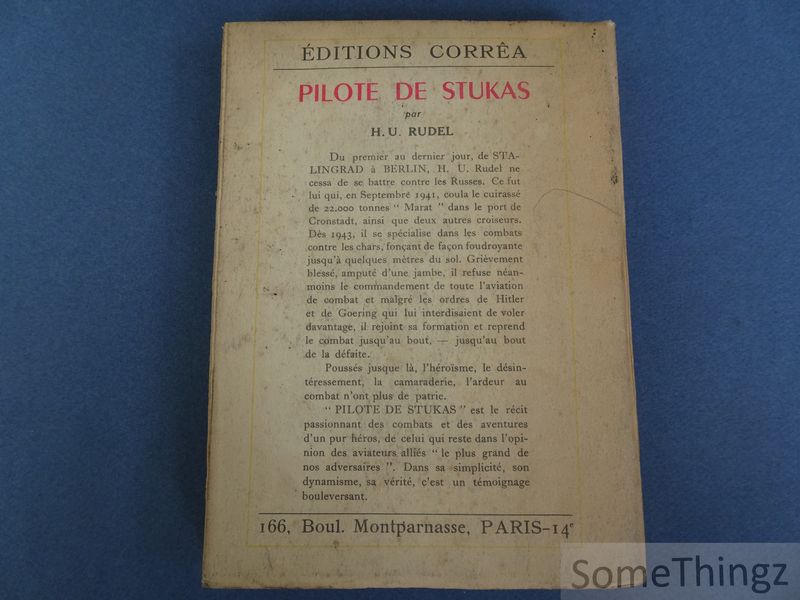 ÉDITIONS CORRÊA
PILOTE DE STUKAS
par
H. U. RUDEL
Du premier au dernier jour, de STA-
LINGRAD à BERLIN, H. U. Rudel ne
cessa de se battre contre les Russes. Ce fut
lui qui, en Septembre 1941, coula le cuirassé
de 22.000 tonnes “ Marat ” dans le port de
Cronstadt, ainsi que deux autres croiseurs.
Dès 1943, il se spécialise dans les combats
contre les chars, fonçant de façon foudroyante
jusqu'à quelques mètres du sol. Grièvement
blessé, amputé d'une jambe, il refuse néan-
moins le commandement de toute l'aviation
de combat et malgré les ordres de Hitler
et de Goering qui lui interdisaient de voler
davantage, il rejoint sa formation et reprend
le combat jusqu'au bout, — jusqu'au bout
de la défaite.
Poussés jusque là, l'héroïsme, le désin-
téressement, la camaraderie, l'ardeur au
combat n'ont plus de patrie.
“ PILOTE DE STUKAS ” est le récit
passionnant des combats et des aventures
d'un pur héros, de celui qui reste dans l'opi-
nion des aviateurs alliés “ le plus grand de
nos adversaires ”. Dans sa simplicité, son
dynamisme, sa vérité, c'est un témoignage
bouleversant.
166, Boul. Montparnasse, PARIS-14e
SomeThingz